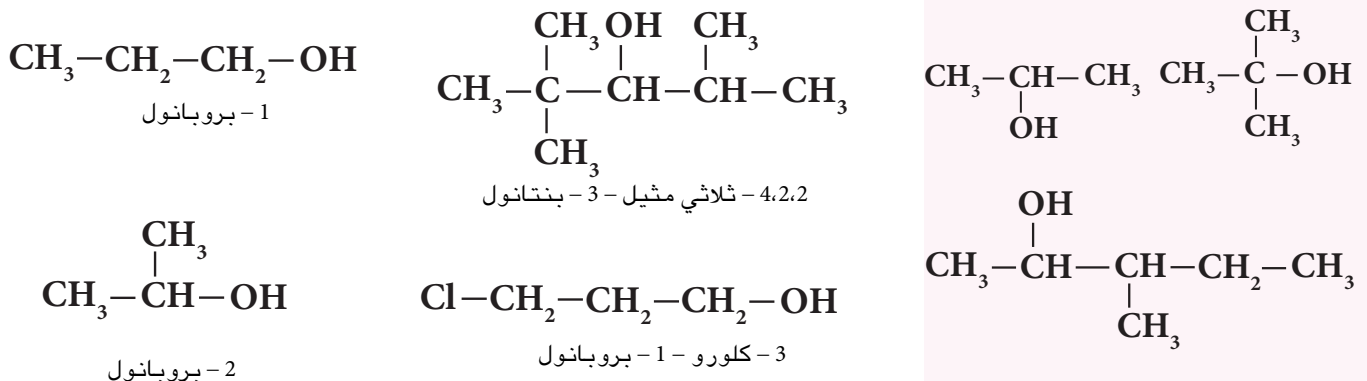 CH₃–CH₂–CH₂–OH
1 – بروبانول
CH₃ OH CH₃
CH₃–C–CH–CH–CH₃
CH₃
4،2،2 – ثلاثي مثيل – 3 – بنتانول
CH₃
CH₃–CH–OH
2 – بروبانول
Cl–CH₂–CH₂–CH₂–OH
3 – كلورو – 1 – بروبانول
CH₃–CH–CH₃
OH
CH₃
CH₃–C–OH
CH₃
OH
CH₃–CH–CH–CH₂–CH₃
CH₃